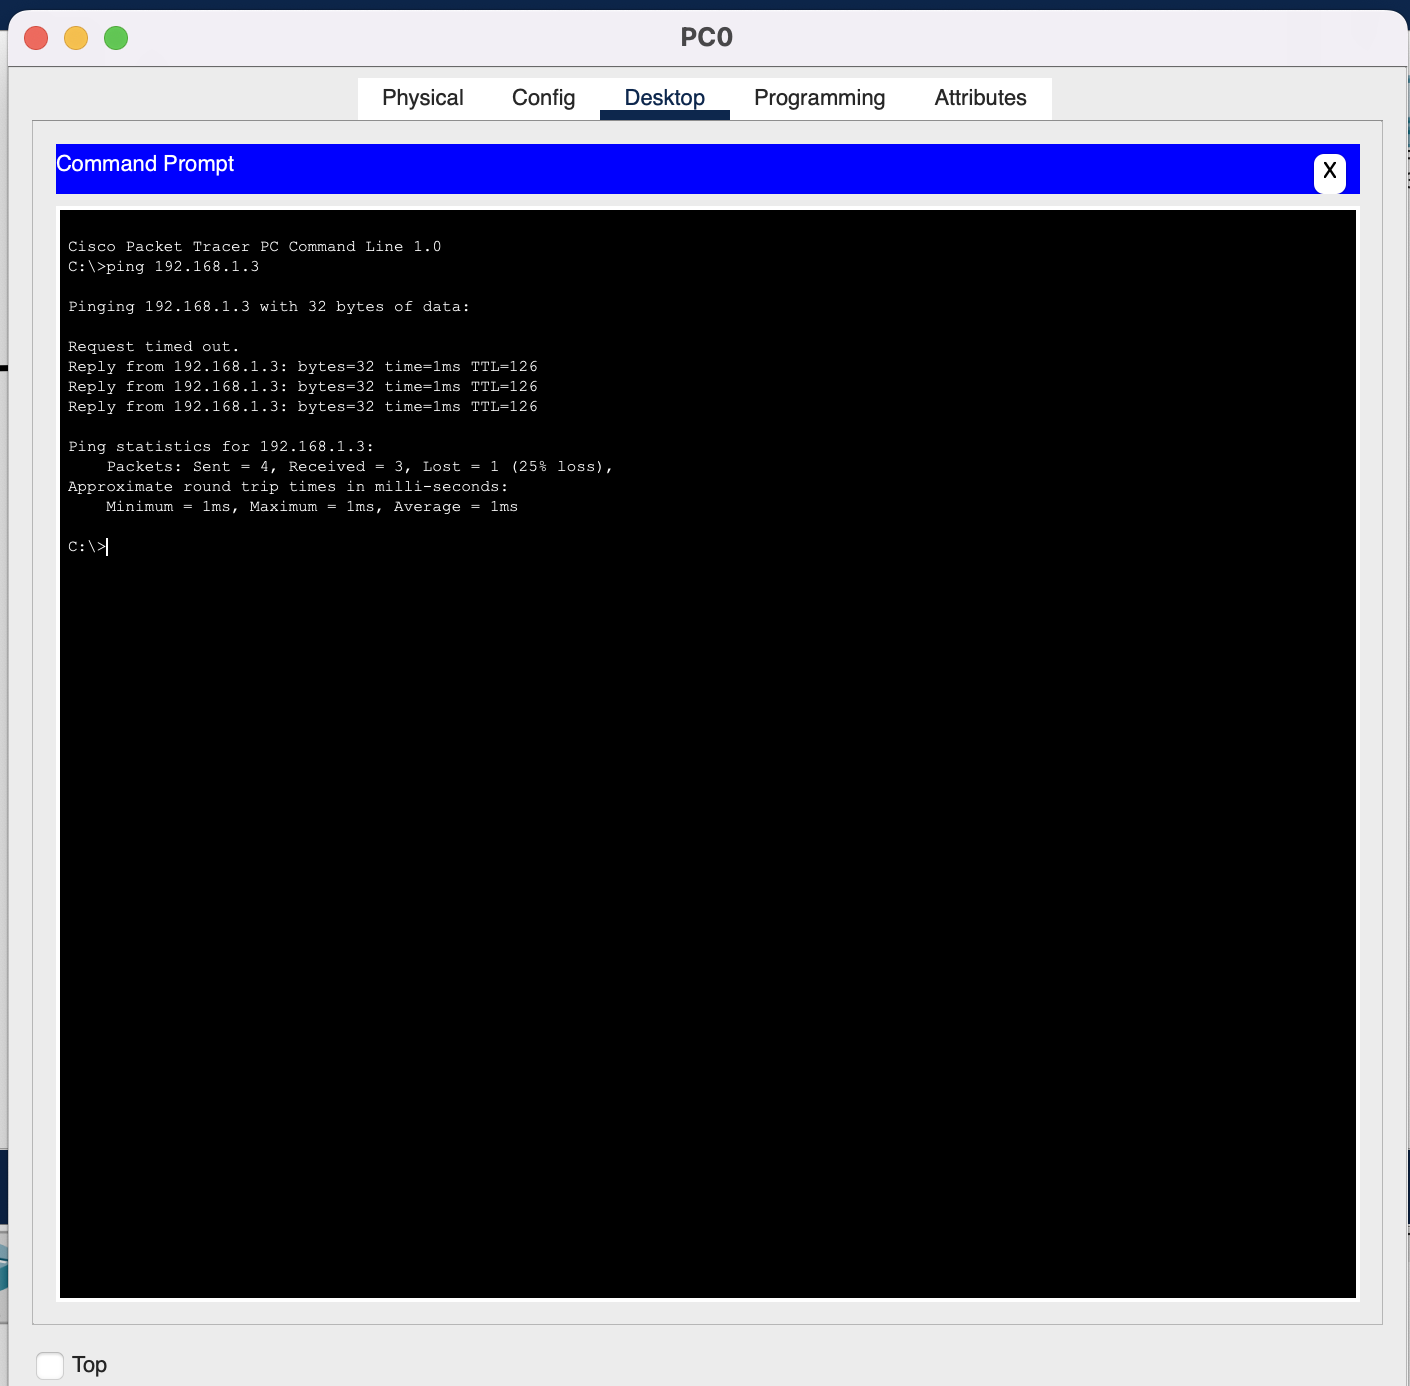 PC0
Physical Config Desktop Programming Attributes
Command Prompt
X
Cisco Packet Tracer PC Command Line 1.0
C:\>ping 192.168.1.3
Pinging 192.168.1.3 with 32 bytes of data:
Request timed out.
Reply from 192.168.1.3: bytes=32 time=1ms TTL=126
Reply from 192.168.1.3: bytes=32 time=1ms TTL=126
Reply from 192.168.1.3: bytes=32 time=1ms TTL=126
Ping statistics for 192.168.1.3:
Packets: Sent = 4, Received = 3, Lost = 1 (25% loss),
Approximate round trip times in milli-seconds:
Minimum = 1ms, Maximum = 1ms, Average = 1ms
C:\>
Top